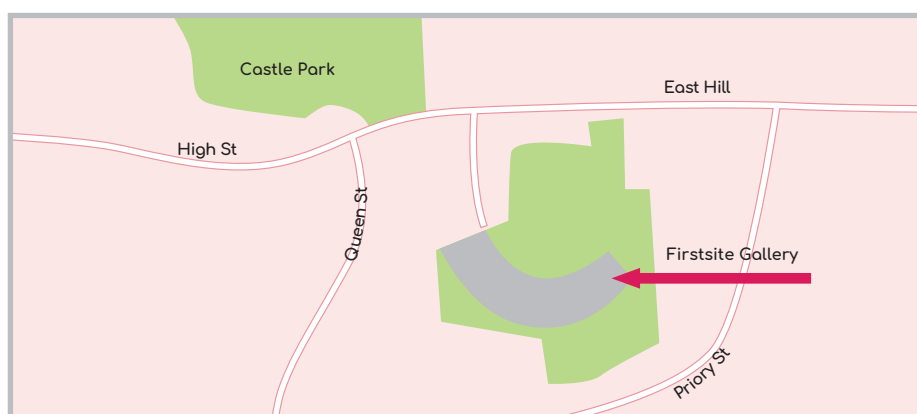 Castle Park
East Hill
High St
Queen St
Firstsite Gallery
Priory St